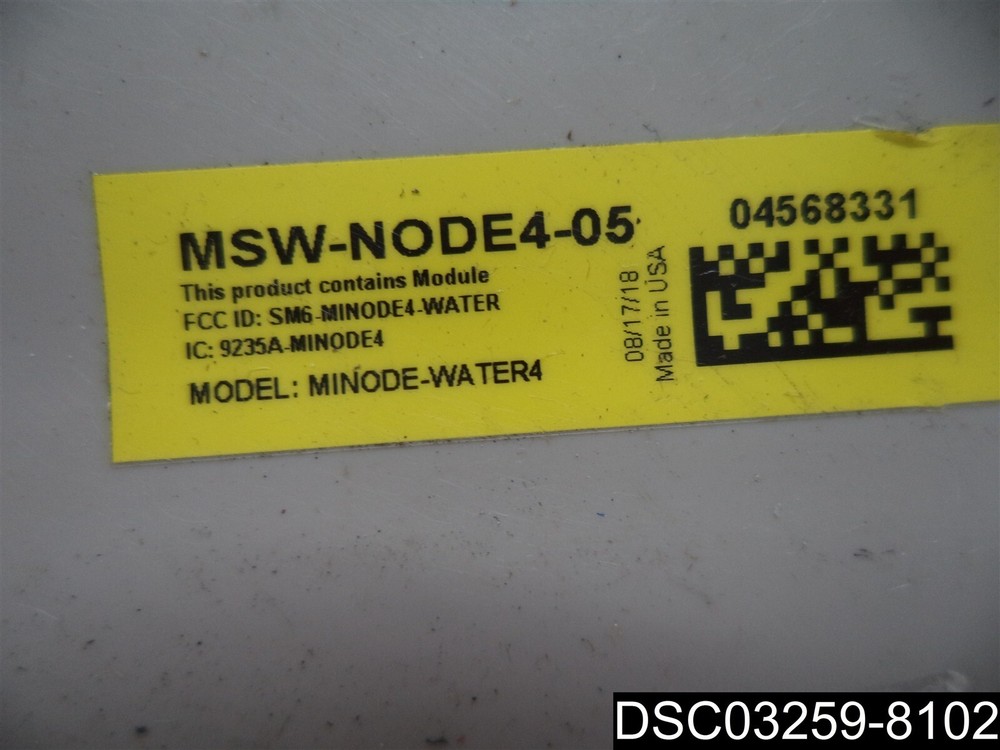 MSW-NODE4-05
This product contains Module
FCC ID: SM6-MINODE4-WATER
IC: 9235A-MINODE4
MODEL: MINODE-WATER4
08/17/18
Made in USA
04568331
DSC03259-8102